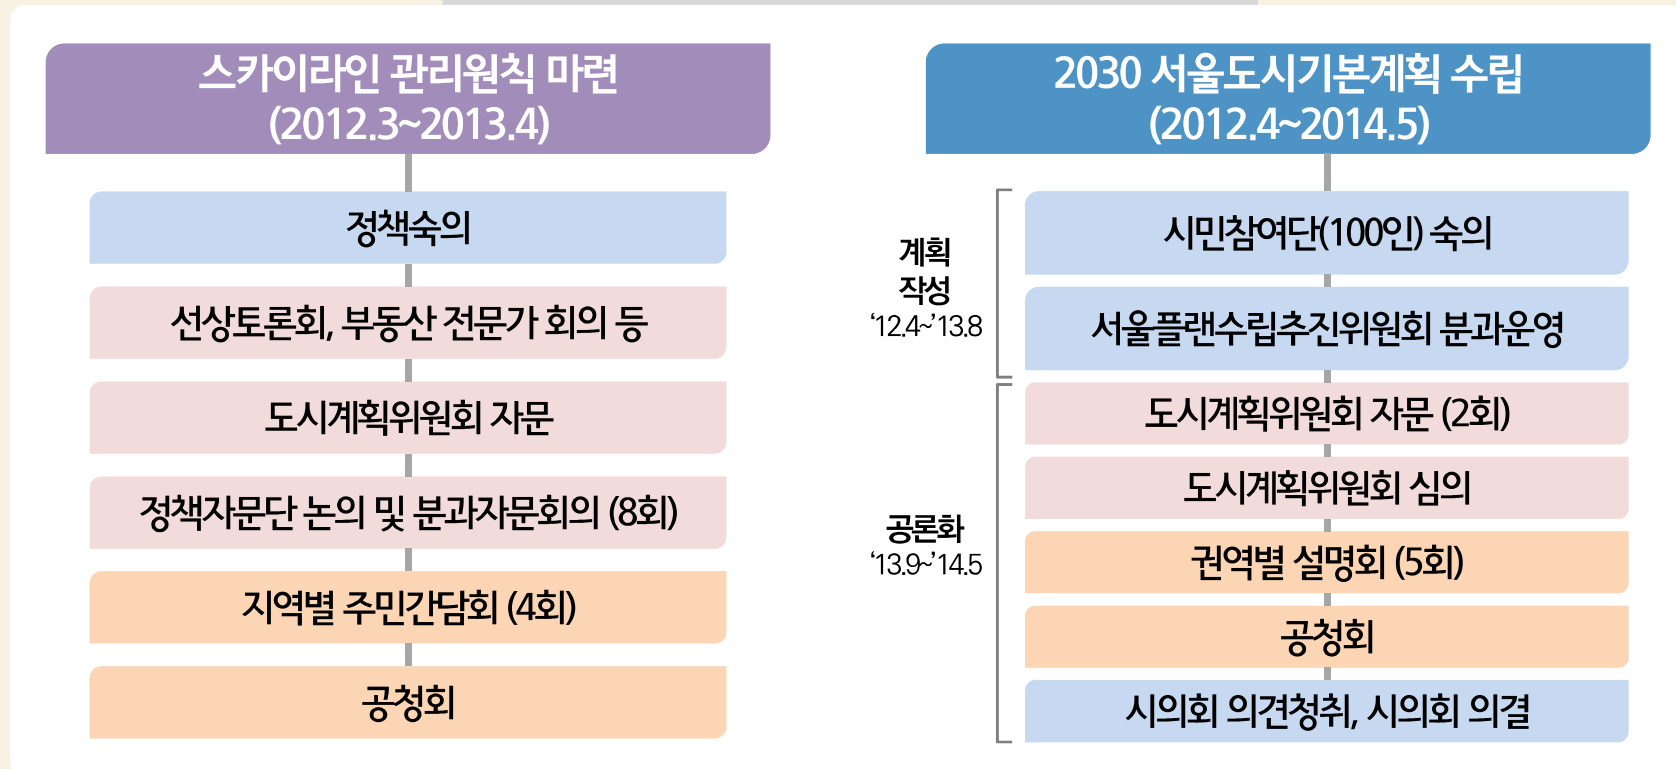 스카이라인 관리원칙 마련
(2012.3~2013.4)
정책숙의
선상토론회, 부동산 전문가 회의 등
도시계획위원회 자문
정책자문단 논의 및 분과자문회의 (8회)
지역별 주민간담회 (4회)
공청회
2030 서울도시기본계획 수립
(2012.4~2014.5)
계획
작성
‘12.4~’13.8
시민참여단(100인) 숙의
서울플랜수립추진위원회 분과운영
공론화
‘13.9~’14.5
도시계획위원회 자문 (2회)
도시계획위원회 심의
권역별 설명회 (5회)
공청회
시의회 의견청취, 시의회 의결